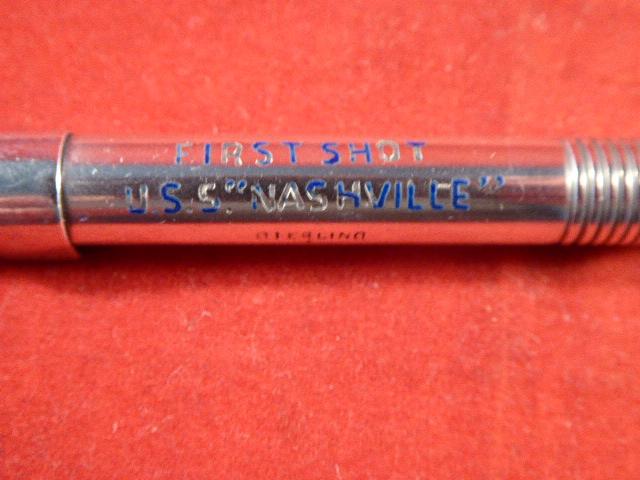 FIRST SHOT
U.S.S. "NASHVILLE"
STERLING